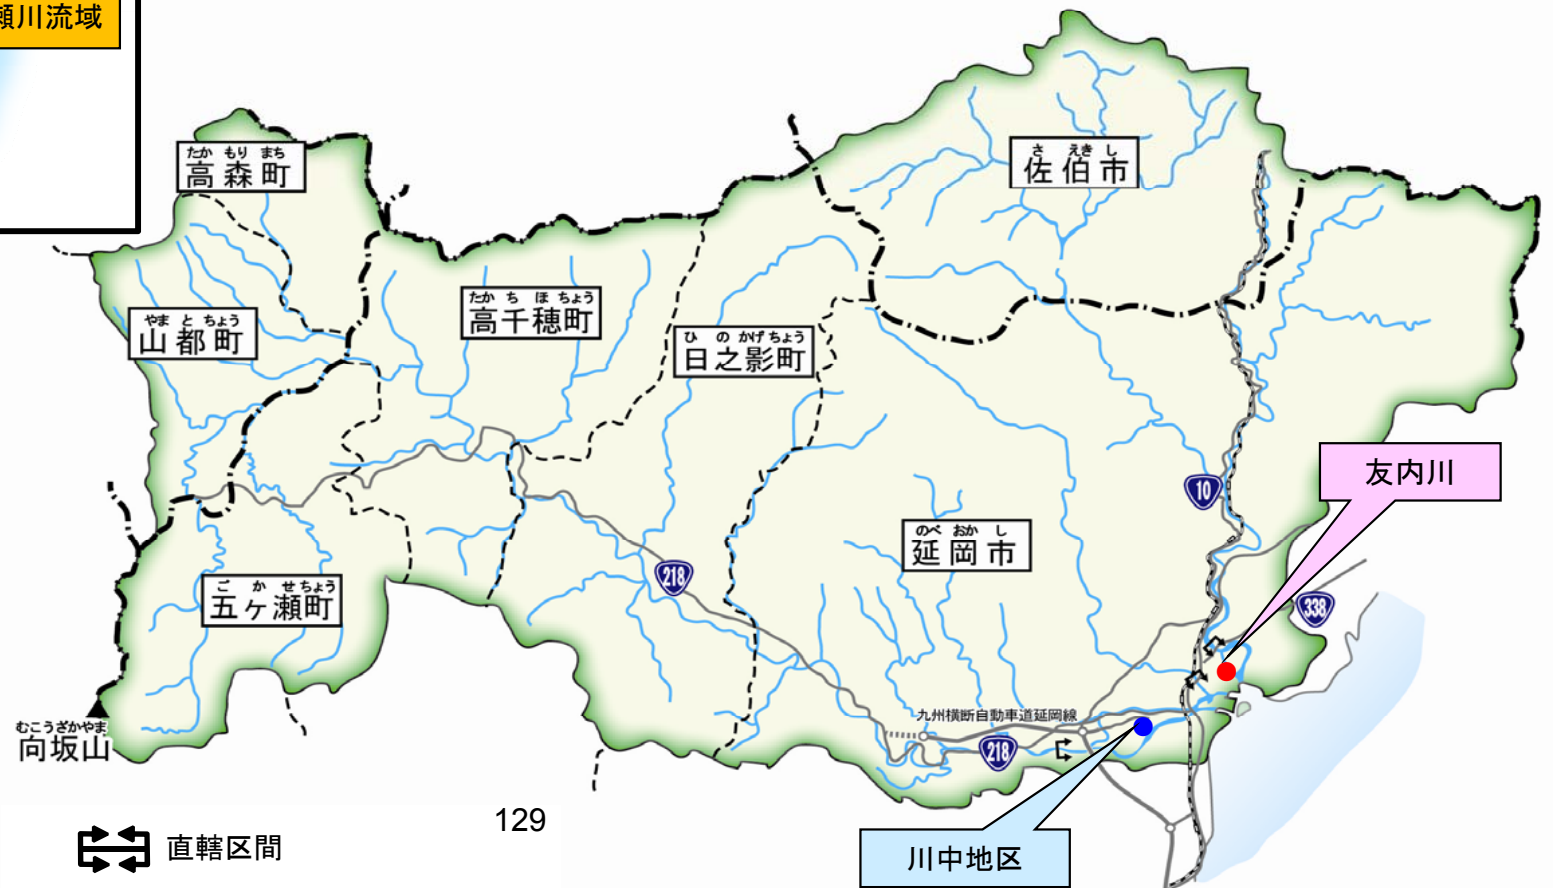 瀬川流域
たか もり まち
高森町
さ えき し
佐伯市
やま と ちょう
山都町
たか ち ほ ちょう
高千穂町
ひ の かげ ちょう
日之影町
友内川
10
のべ おか し
延岡市
218
ご か せ ちょう
五ヶ瀬町
338
むこうざかやま
向坂山
九州横断自動車道延岡線
218
129
直轄区間
川中地区